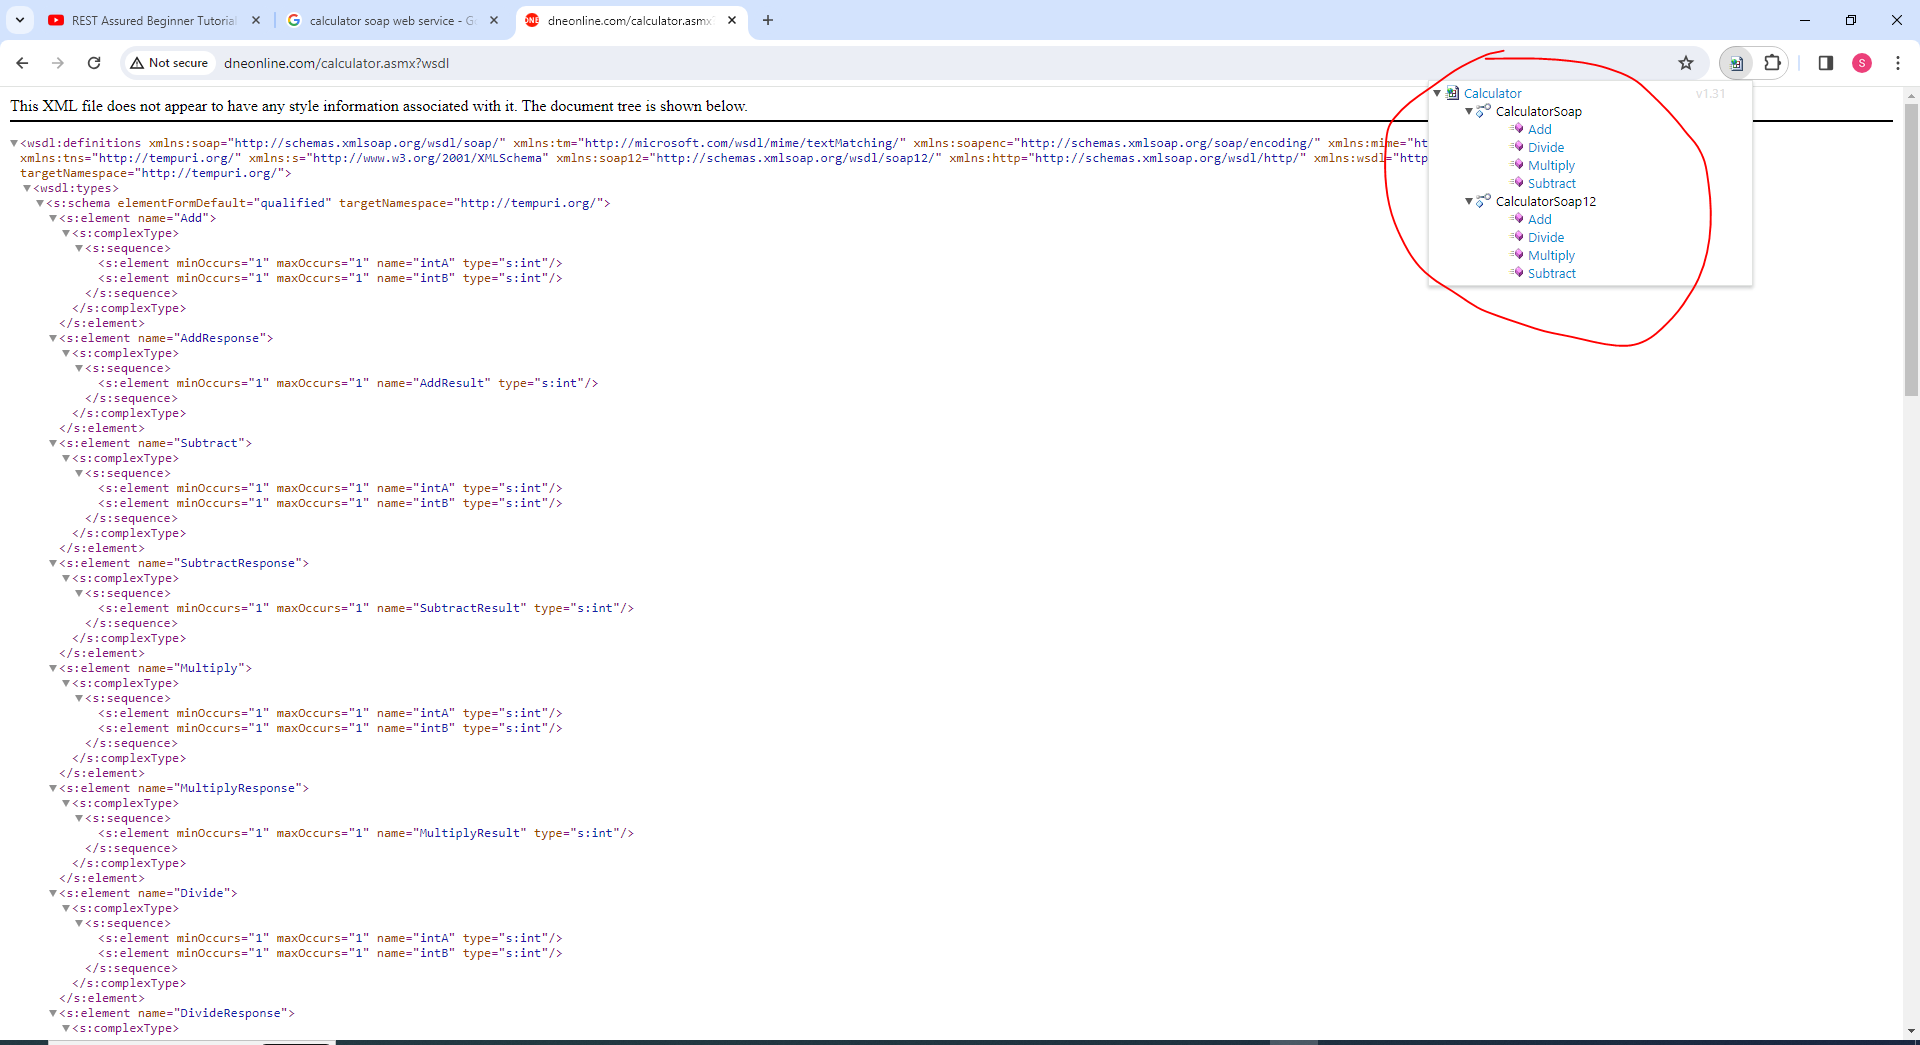 REST Assured Beginner Tutorial
calculator soap web service - G
dneonline.com/calculator.asmx?
Not secure
dneonline.com/calculator.asmx?wsdl
S
This XML file does not appear to have any style information associated with it. The document tree is shown below.
<wsdl:definitions xmlns:soap="http://schemas.xmlsoap.org/wsdl/soap/" xmlns:tm="http://microsoft.com/wsdl/mime/textMatching/" xmlns:soapenc="http://schemas.xmlsoap.org/soap/encoding/" xmlns:mime="ht
xmlns:tns="http://tempuri.org/" xmlns:s="http://www.w3.org/2001/XMLSchema" xmlns:soap12="http://schemas.xmlsoap.org/wsdl/soap12/" xmlns:http="http://schemas.xmlsoap.org/wsdl/http/" xmlns:wsdl="http
targetNamespace="http://tempuri.org/">
<wsdl:types>
<s:schema elementFormDefault="qualified" targetNamespace="http://tempuri.org/">
<s:element name="Add">
<s:complexType>
<s:sequence>
<s:element minOccurs="1" maxOccurs="1" name="intA" type="s:int"/>
<s:element minOccurs="1" maxOccurs="1" name="intB" type="s:int"/>
</s:sequence>
</s:complexType>
</s:element>
<s:element name="AddResponse">
<s:complexType>
<s:sequence>
<s:element minOccurs="1" maxOccurs="1" name="AddResult" type="s:int"/>
</s:sequence>
</s:complexType>
</s:element>
<s:element name="Subtract">
<s:complexType>
<s:sequence>
<s:element minOccurs="1" maxOccurs="1" name="intA" type="s:int"/>
<s:element minOccurs="1" maxOccurs="1" name="intB" type="s:int"/>
</s:sequence>
</s:complexType>
</s:element>
<s:element name="SubtractResponse">
<s:complexType>
<s:sequence>
<s:element minOccurs="1" maxOccurs="1" name="SubtractResult" type="s:int"/>
</s:sequence>
</s:complexType>
</s:element>
<s:element name="Multiply">
<s:complexType>
<s:sequence>
<s:element minOccurs="1" maxOccurs="1" name="intA" type="s:int"/>
<s:element minOccurs="1" maxOccurs="1" name="intB" type="s:int"/>
</s:sequence>
</s:complexType>
</s:element>
<s:element name="MultiplyResponse">
<s:complexType>
<s:sequence>
<s:element minOccurs="1" maxOccurs="1" name="MultiplyResult" type="s:int"/>
</s:sequence>
</s:complexType>
</s:element>
<s:element name="Divide">
<s:complexType>
<s:sequence>
<s:element minOccurs="1" maxOccurs="1" name="intA" type="s:int"/>
<s:element minOccurs="1" maxOccurs="1" name="intB" type="s:int"/>
</s:sequence>
</s:complexType>
</s:element>
<s:element name="DivideResponse">
<s:complexType>
Calculator v1.31
CalculatorSoap
Add
Divide
Multiply
Subtract
CalculatorSoap12
Add
Divide
Multiply
Subtract